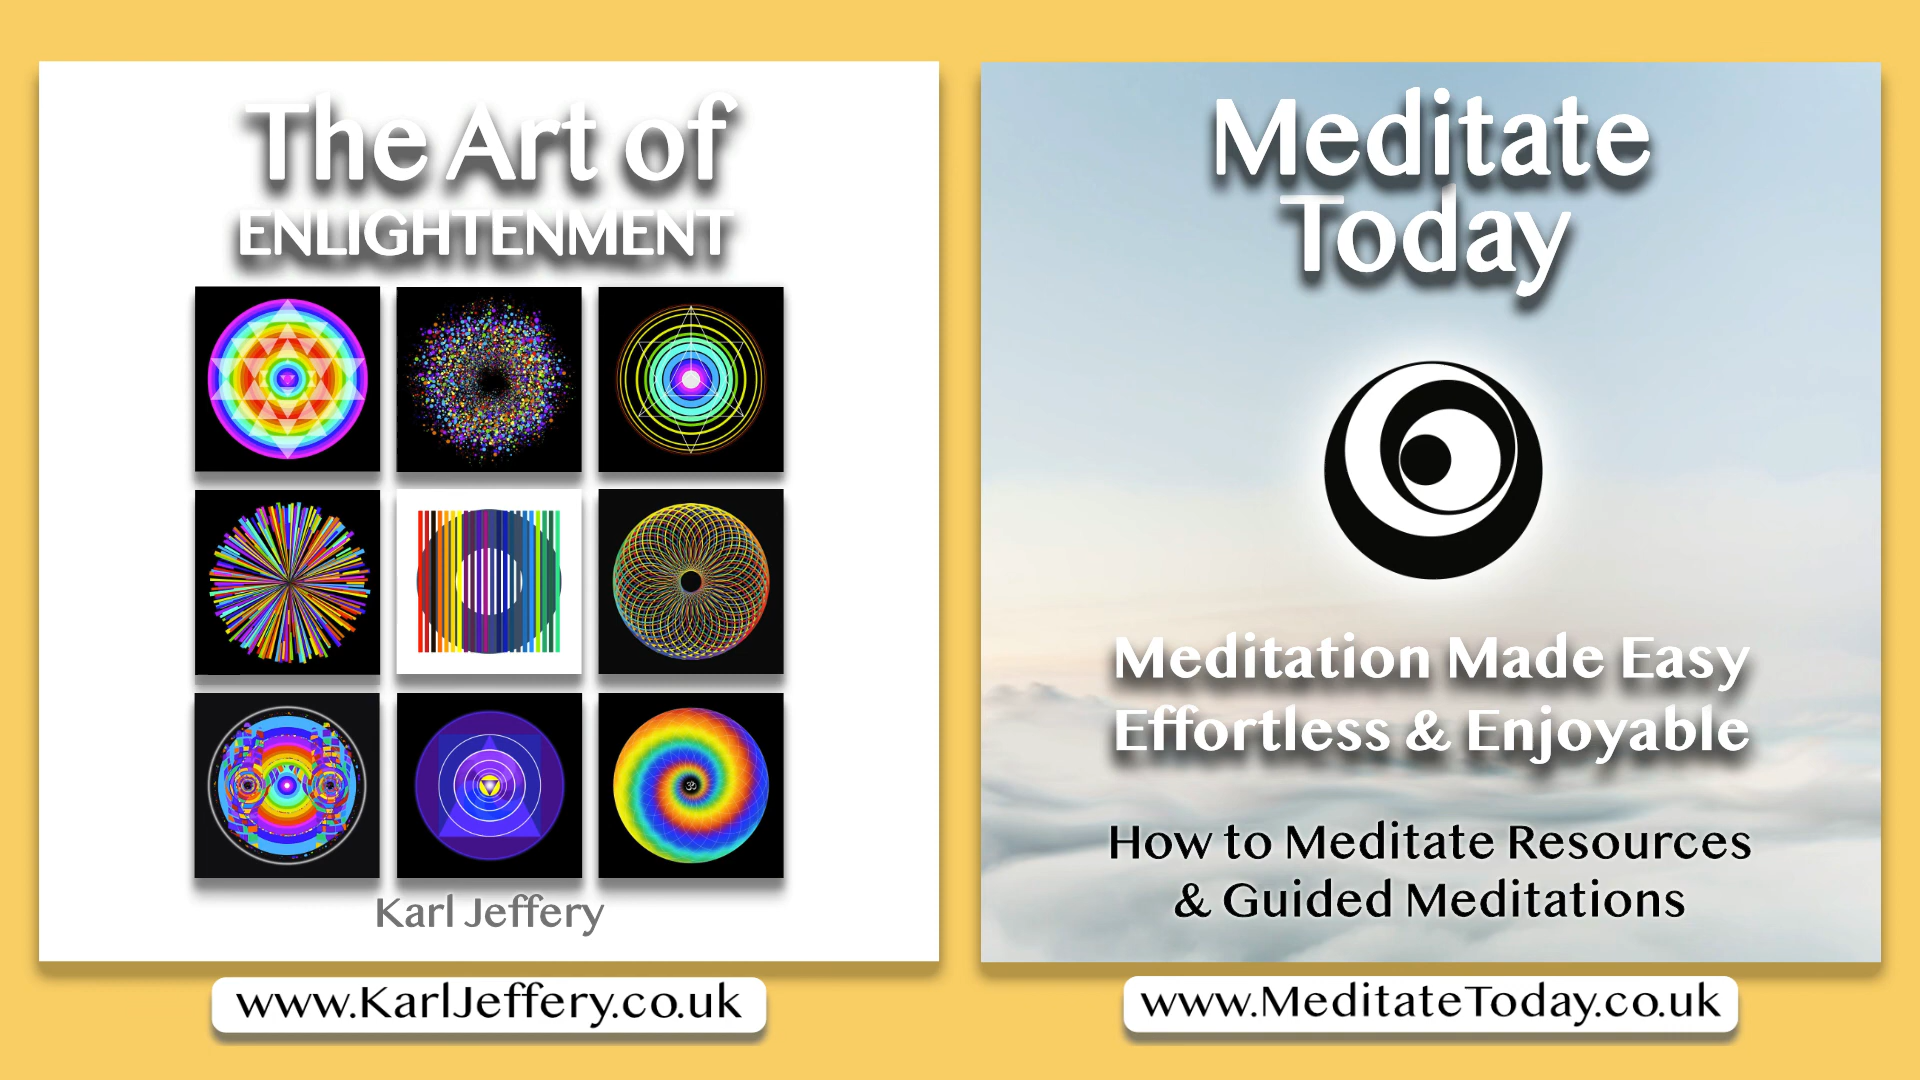 The Art of
ENLIGHTENMENT
ॐ
Karl Jeffery
www.KarlJeffery.co.uk
Meditate
Today
Meditation Made Easy
Effortless & Enjoyable
How to Meditate Resources
& Guided Meditations
www.MeditateToday.co.uk